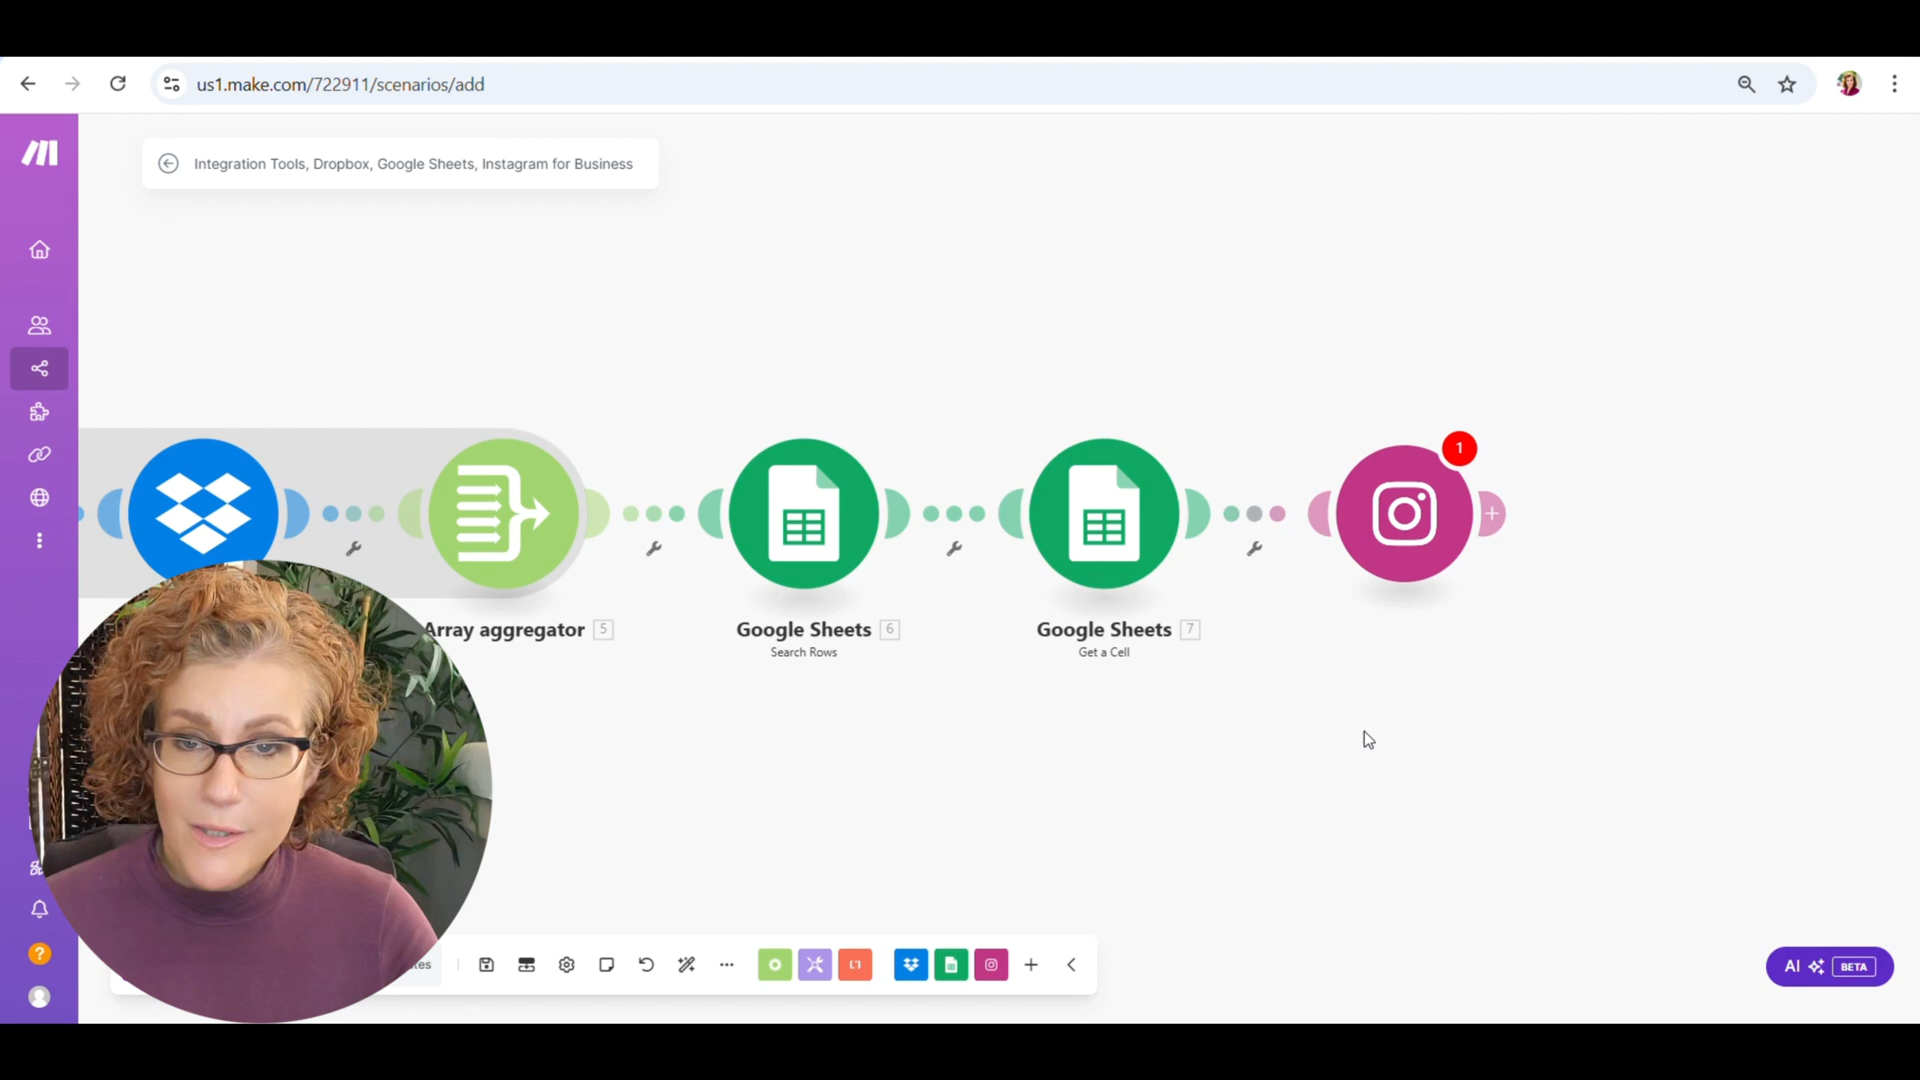 us1.make.com/722911/scenarios/add
Integration Tools, Dropbox, Google Sheets, Instagram for Business
1
Array aggregator 5
Google Sheets 6
Search Rows
Google Sheets 7
Get a Cell
?
AI BETA